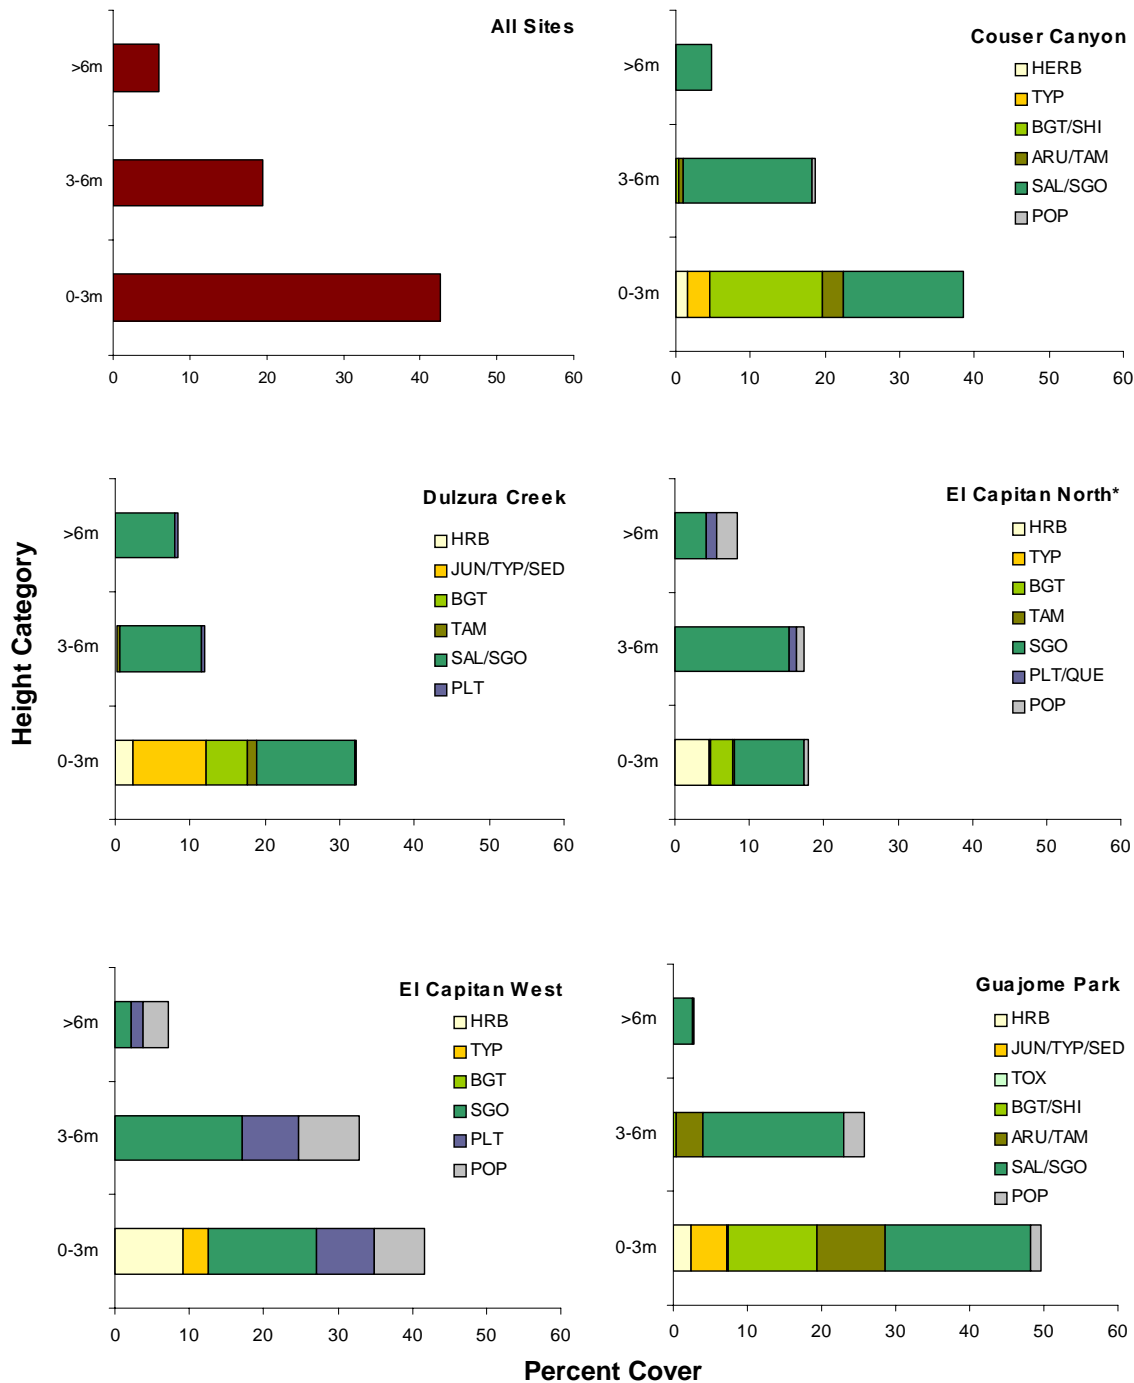 All Sites
>6m
3-6m
0-3m
0 10 20 30 40 50 60
Couser Canyon
HERB
TYP
BGT/SHI
ARU/TAM
SAL/SGO
POP
>6m
3-6m
0-3m
0 10 20 30 40 50 60
Height Category
Dulzura Creek
HRB
JUN/TYP/SED
BGT
TAM
SAL/SGO
PLT
>6m
3-6m
0-3m
0 10 20 30 40 50 60
El Capitan North*
HRB
TYP
BGT
TAM
SGO
PLT/QUE
POP
>6m
3-6m
0-3m
0 10 20 30 40 50 60
El Capitan West
HRB
TYP
BGT
SGO
PLT
POP
>6m
3-6m
0-3m
0 10 20 30 40 50 60
Guajome Park
HRB
JUN/TYP/SED
TOX
BGT/SHI
ARU/TAM
SAL/SGO
POP
>6m
3-6m
0-3m
0 10 20 30 40 50 60
Percent Cover